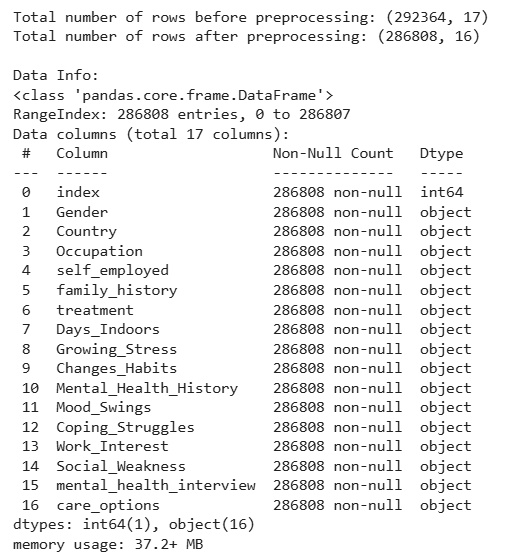 Total number of rows before preprocessing: (292364, 17)
Total number of rows after preprocessing: (286808, 16)
Data Info:
<class 'pandas.core.frame.DataFrame'>
RangeIndex: 286808 entries, 0 to 286807
Data columns (total 17 columns):
 #   Column                   Non-Null Count   Dtype
---  ------                   --------------   -----
 0   index                    286808 non-null  int64
 1   Gender                   286808 non-null  object
 2   Country                  286808 non-null  object
 3   Occupation               286808 non-null  object
 4   self_employed            286808 non-null  object
 5   family_history           286808 non-null  object
 6   treatment                286808 non-null  object
 7   Days_Indoors             286808 non-null  object
 8   Growing_Stress           286808 non-null  object
 9   Changes_Habits           286808 non-null  object
 10  Mental_Health_History    286808 non-null  object
 11  Mood_Swings              286808 non-null  object
 12  Coping_Struggles         286808 non-null  object
 13  Work_Interest            286808 non-null  object
 14  Social_Weakness          286808 non-null  object
 15  mental_health_interview  286808 non-null  object
 16  care_options             286808 non-null  object
dtypes: int64(1), object(16)
memory usage: 37.2+ MB